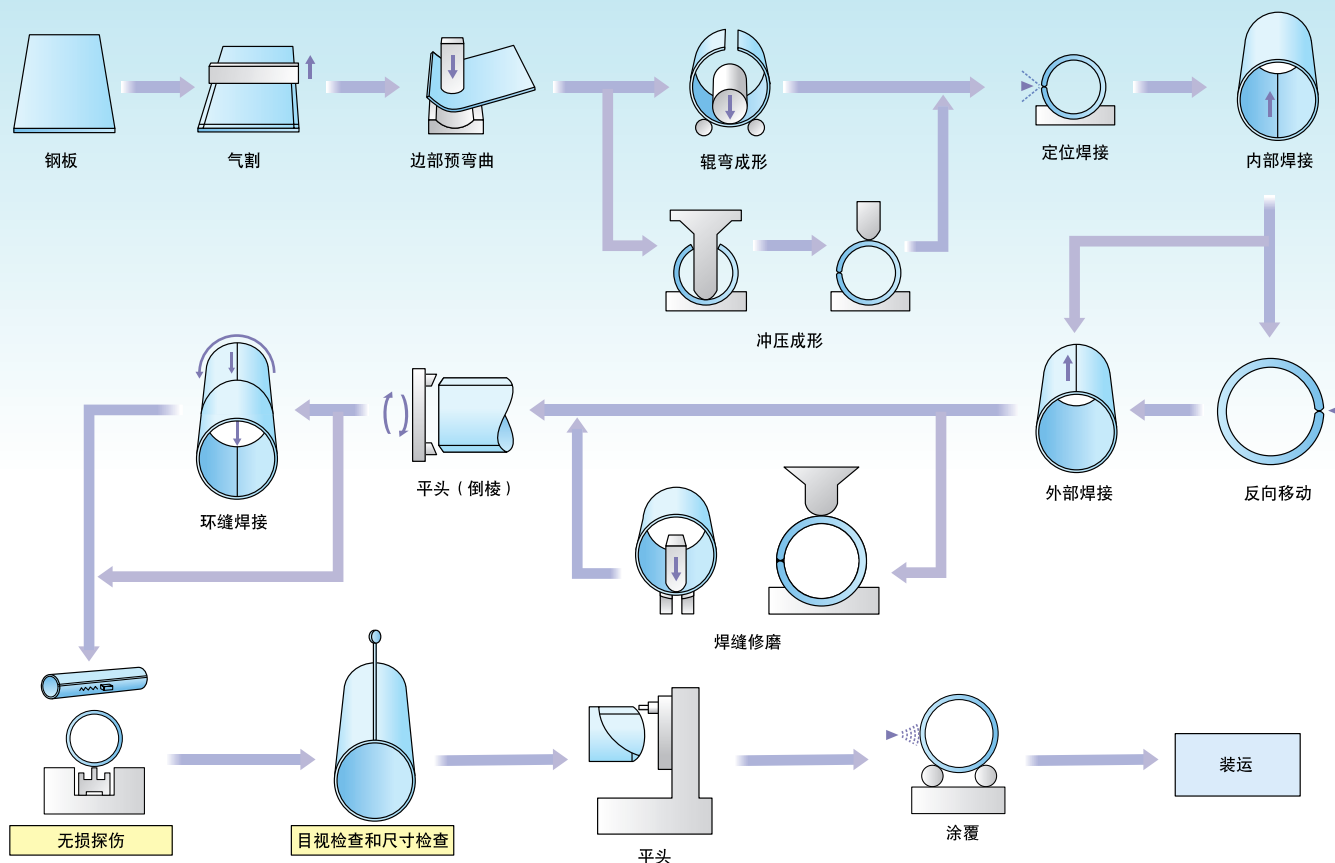 钢板
气割
边部预弯曲
辊弯成形
定位焊接
内部焊接
冲压成形
外部焊接
反向移动
平头（倒棱）
环缝焊接
焊缝修磨
无损探伤
目视检查和尺寸检查
平头
涂覆
装运